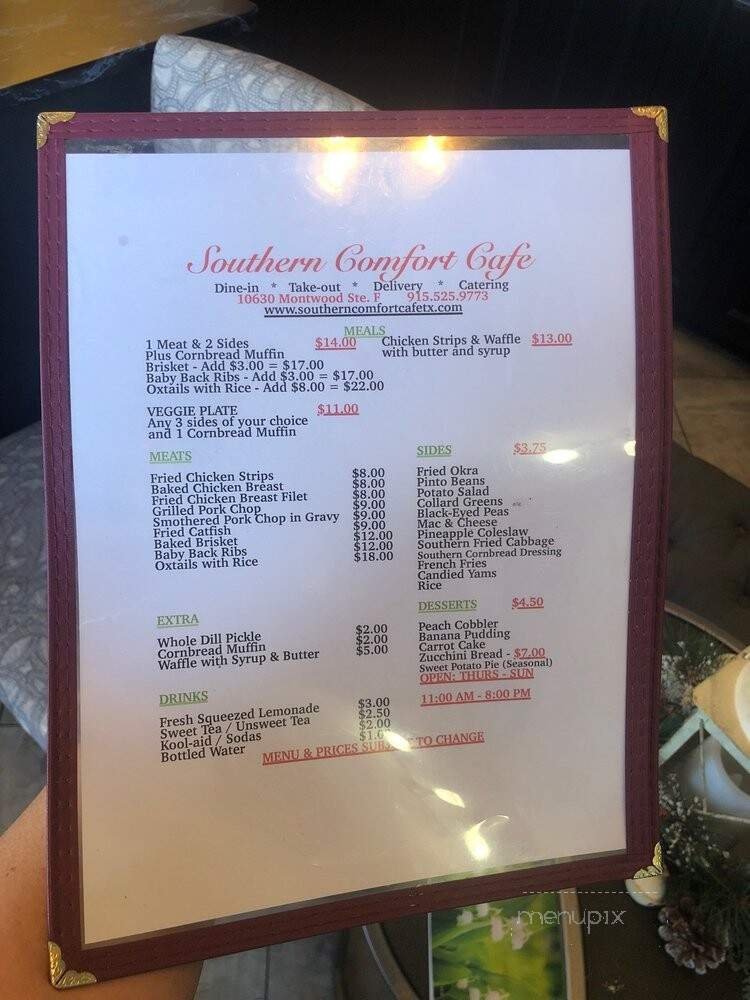 Southern Comfort Cafe
Dine-in * Take-out * Delivery * Catering
10630 Montwood Ste. F 915.525.9773
www.southerncomfortcafetx.com
MEALS
1 Meat & 2 Sides $14.00
Plus Cornbread Muffin
Brisket - Add $3.00 = $17.00
Baby Back Ribs - Add $3.00 = $17.00
Oxtails with Rice - Add $8.00 = $22.00
Chicken Strips & Waffle $13.00
with butter and syrup
VEGGIE PLATE $11.00
Any 3 sides of your choice
and 1 Cornbread Muffin
MEATS
Fried Chicken Strips $8.00
Baked Chicken Breast $8.00
Fried Chicken Breast Filet $8.00
Grilled Pork Chop $9.00
Smothered Pork Chop in Gravy $9.00
Fried Catfish $9.00
Baked Brisket $12.00
Baby Back Ribs $12.00
Oxtails with Rice $18.00
SIDES $3.75
Fried Okra
Pinto Beans
Potato Salad
Collard Greens
Black-Eyed Peas
Mac & Cheese
Pineapple Coleslaw
Southern Fried Cabbage
Southern Cornbread Dressing
French Fries
Candied Yams
Rice
EXTRA
Whole Dill Pickle $2.00
Cornbread Muffin $2.00
Waffle with Syrup & Butter $5.00
DESSERTS $4.50
Peach Cobbler
Banana Pudding
Carrot Cake
Zucchini Bread - $7.00
Sweet Potato Pie (Seasonal)
OPEN: THURS - SUN
11:00 AM - 8:00 PM
DRINKS
Fresh Squeezed Lemonade $3.00
Sweet Tea / Unsweet Tea $2.50
Kool-aid / Sodas $2.00
Bottled Water
MENU & PRICES SUBJECT TO CHANGE
menupix